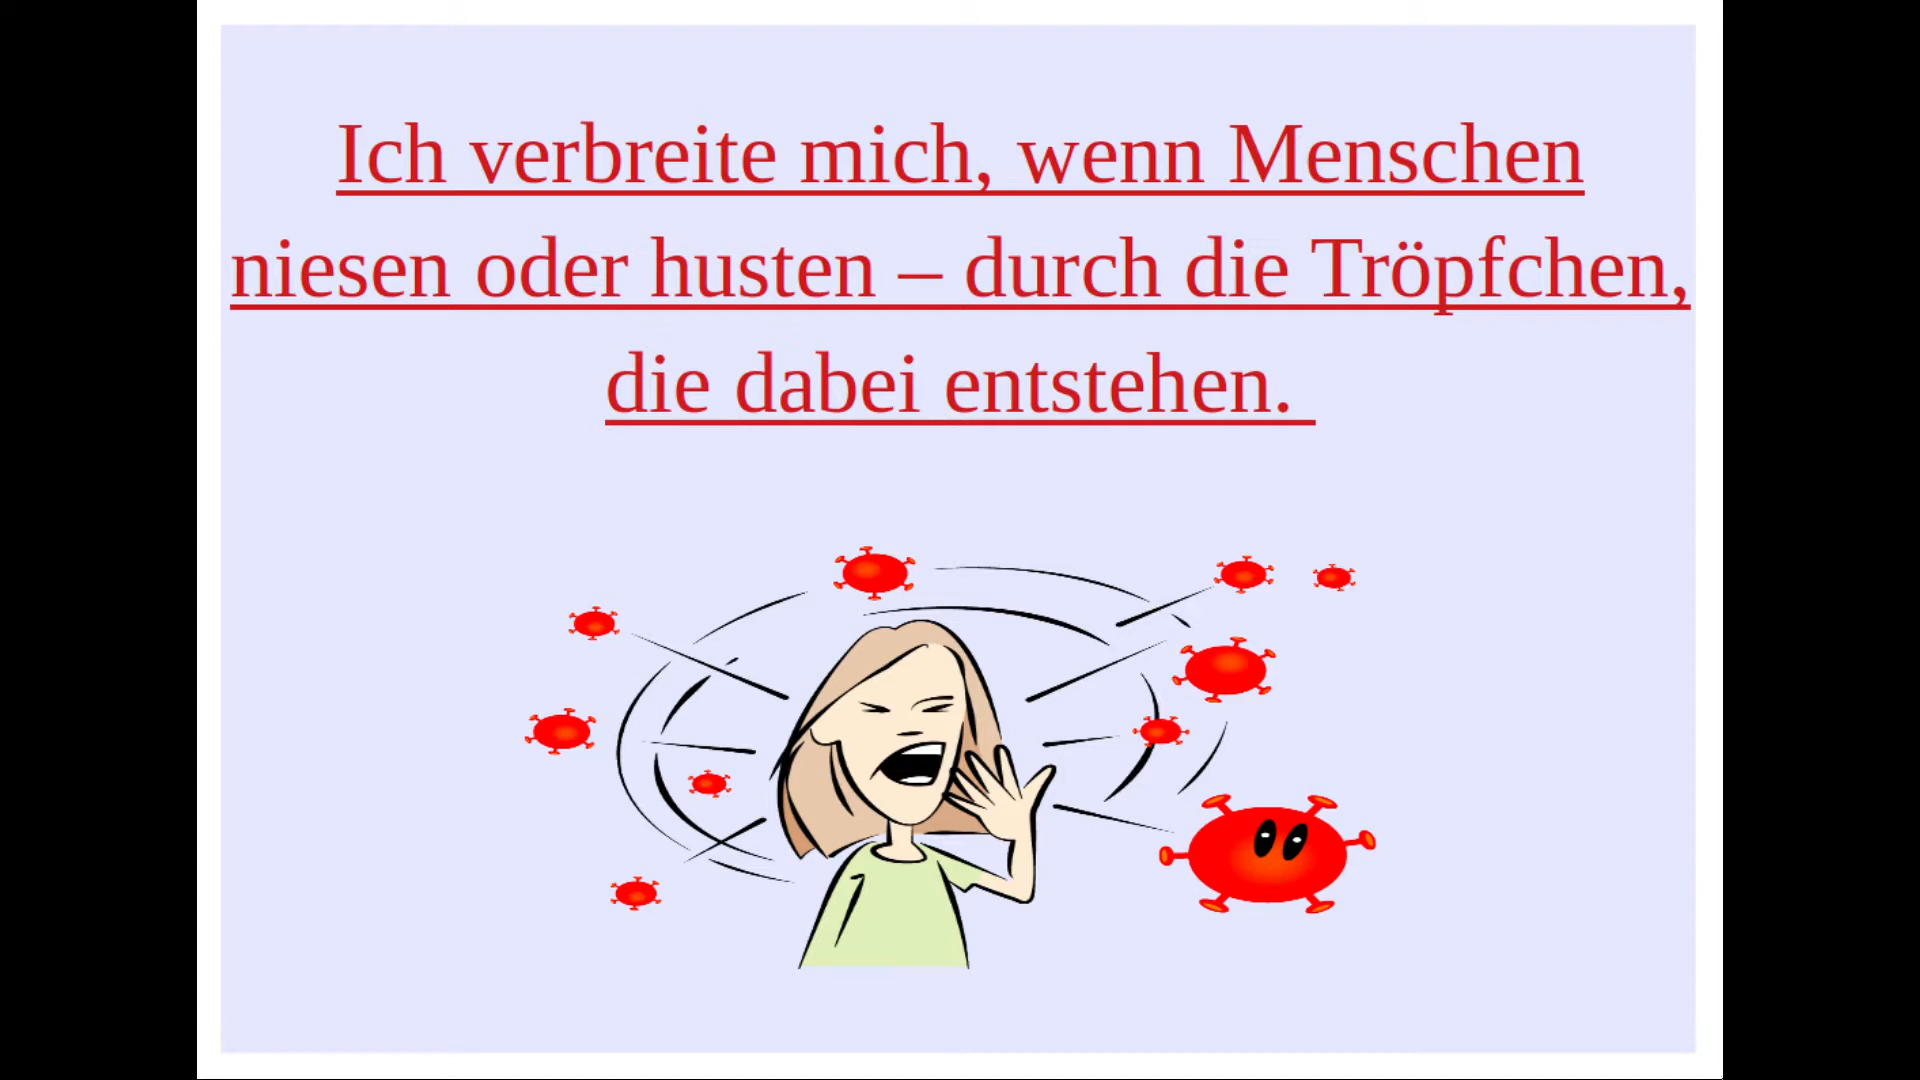 Ich verbreite mich, wenn Menschen
niesen oder husten – durch die Tröpfchen,
die dabei entstehen.